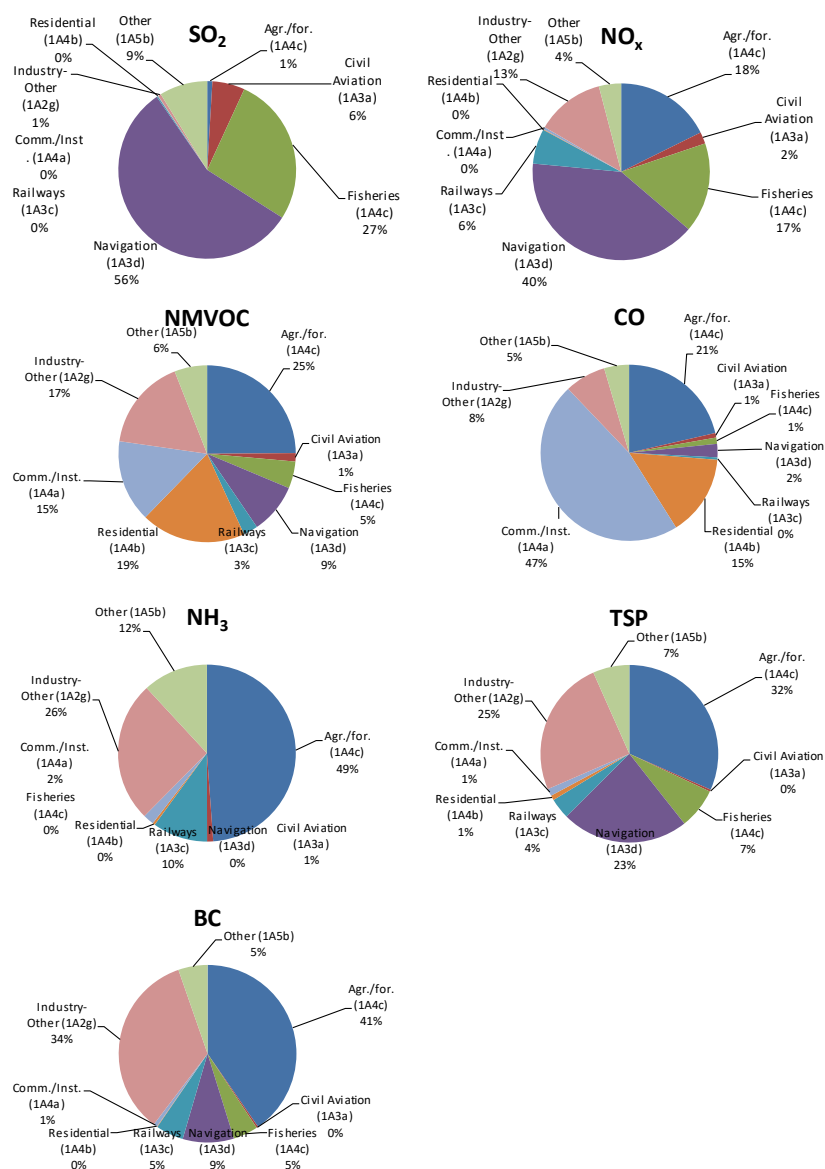 SO₂
Residential
(1A4b)
0%
Other
(1A5b)
9%
Agr./for.
(1A4c)
1%
Civil
Aviation
(1A3a)
6%
Industry-
Other
(1A2g)
1%
Comm./Inst
. (1A4a)
0%
Railways
(1A3c)
0%
Fisheries
(1A4c)
27%
Navigation
(1A3d)
56%
NOₓ
Industry-
Other
(1A2g)
13%
Other
(1A5b)
4%
Agr./for.
(1A4c)
18%
Residential
(1A4b)
0%
Civil
Aviation
(1A3a)
2%
Comm./Inst
. (1A4a)
0%
Railways
(1A3c)
6%
Fisheries
(1A4c)
17%
Navigation
(1A3d)
40%
NMVOC
Other (1A5b)
6%
Agr./for.
(1A4c)
25%
Industry-
Other (1A2g)
17%
Civil Aviation
(1A3a)
1%
Comm./Inst.
(1A4a)
15%
Fisheries
(1A4c)
5%
Residential
(1A4b)
19%
Railways
(1A3c)
3%
Navigation
(1A3d)
9%
CO
Other (1A5b)
5%
Agr./for.
(1A4c)
21%
Industry-
Other (1A2g)
8%
Civil Aviation
(1A3a)
1%
Fisheries
(1A4c)
1%
Navigation
(1A3d)
2%
Railways
(1A3c)
0%
Comm./Inst.
(1A4a)
47%
Residential
(1A4b)
15%
NH₃
Other (1A5b)
12%
Industry-
Other (1A2g)
26%
Agr./for.
(1A4c)
49%
Comm./Inst.
(1A4a)
2%
Fisheries
(1A4c)
0%
Residential
(1A4b)
0%
Railways
(1A3c)
10%
Navigation
(1A3d)
0%
Civil Aviation
(1A3a)
1%
TSP
Other (1A5b)
7%
Agr./for.
(1A4c)
32%
Industry-
Other (1A2g)
25%
Comm./Inst.
(1A4a)
1%
Civil Aviation
(1A3a)
0%
Residential
(1A4b)
1%
Railways
(1A3c)
4%
Navigation
(1A3d)
23%
Fisheries
(1A4c)
7%
BC
Other (1A5b)
5%
Agr./for.
(1A4c)
41%
Industry-
Other (1A2g)
34%
Comm./Inst.
(1A4a)
1%
Civil Aviation
(1A3a)
0%
Residential
(1A4b)
0%
Railways
(1A3c)
5%
Navigation
(1A3d)
9%
Fisheries
(1A4c)
5%